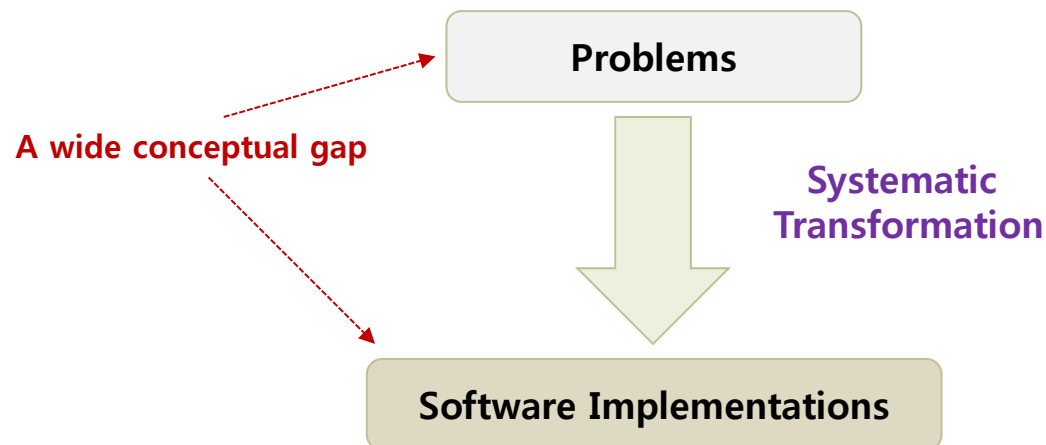 Problems
A wide conceptual gap
Systematic
Transformation
Software Implementations